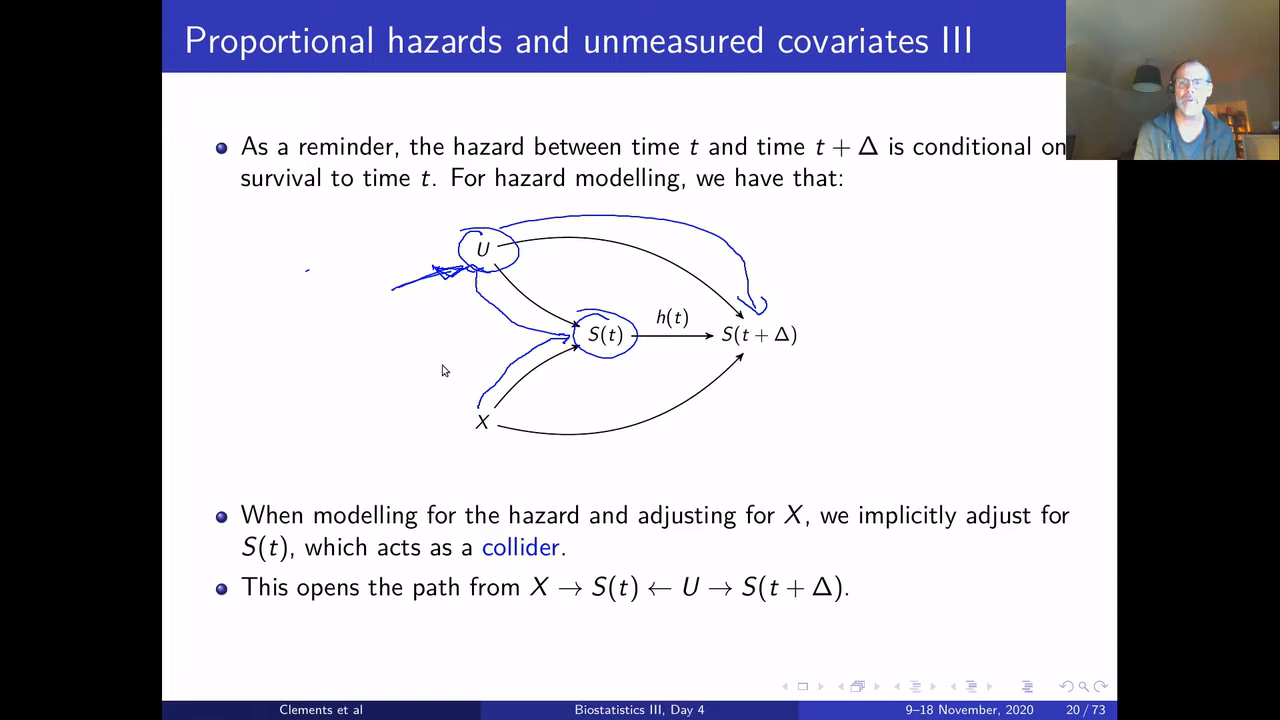 Proportional hazards and unmeasured covariates III
As a reminder, the hazard between time t and time t + Δ is conditional on
survival to time t. For hazard modelling, we have that:
U
h(t)
S(t)
S(t + Δ)
X
When modelling for the hazard and adjusting for X, we implicitly adjust for
S(t), which acts as a collider.
This opens the path from X → S(t) ← U → S(t + Δ).
Clements et al
Biostatistics III, Day 4
9–18 November, 2020
20 / 73